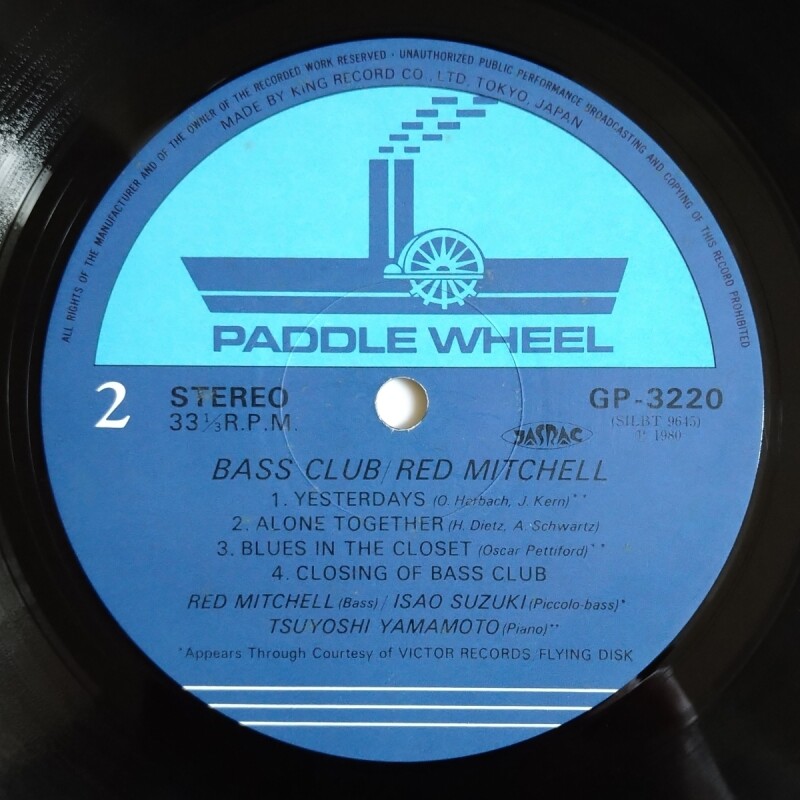 ALL RIGHTS OF THE MANUFACTURER AND OF THE OWNER OF THE RECORDED WORK RESERVED · UNAUTHORIZED PUBLIC PERFORMANCE BROADCASTING AND COPYING OF THIS RECORD PROHIBITED
MADE BY KING RECORD CO., LTD. TOKYO, JAPAN
PADDLE WHEEL
2
STEREO
33 1/3 R.P.M.
GP-3220
(SILBT 9645)
℗ 1980
JASRAC
BASS CLUB/RED MITCHELL
1. YESTERDAYS (O. Harbach, J. Kern)**
2. ALONE TOGETHER (H. Dietz, A. Schwartz)
3. BLUES IN THE CLOSET (Oscar Pettiford)**
4. CLOSING OF BASS CLUB
RED MITCHELL (Bass) / ISAO SUZUKI (Piccolo-bass)*
TSUYOSHI YAMAMOTO (Piano)**
*Appears Through Courtesy of VICTOR RECORDS, FLYING DISK